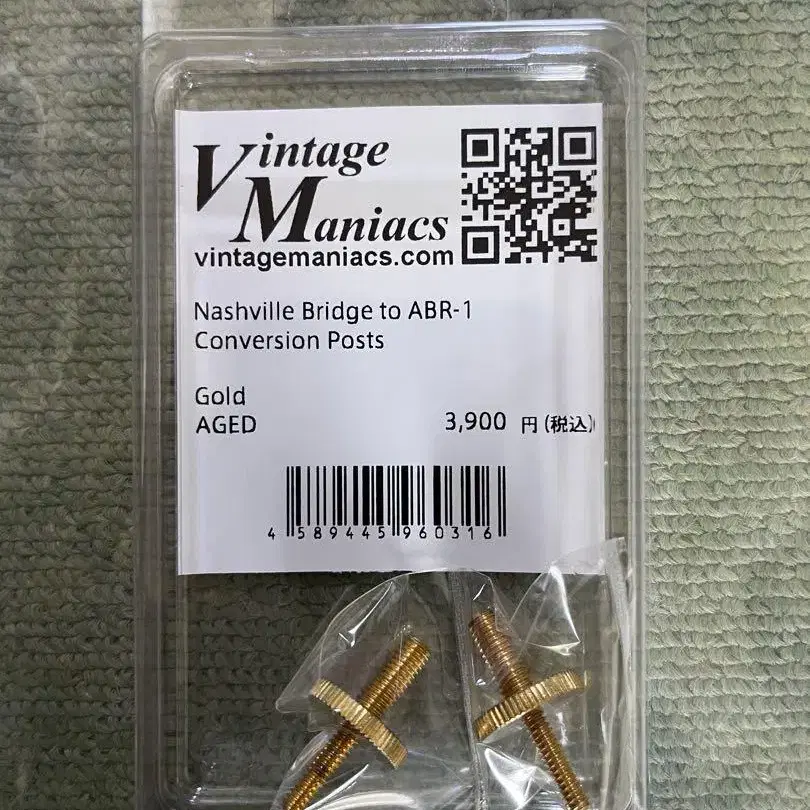 Vintage
Maniacs
vintagemaniacs.com
Nashville Bridge to ABR-1
Conversion Posts
Gold
AGED 3,900 円(税込)
4 589445 960316